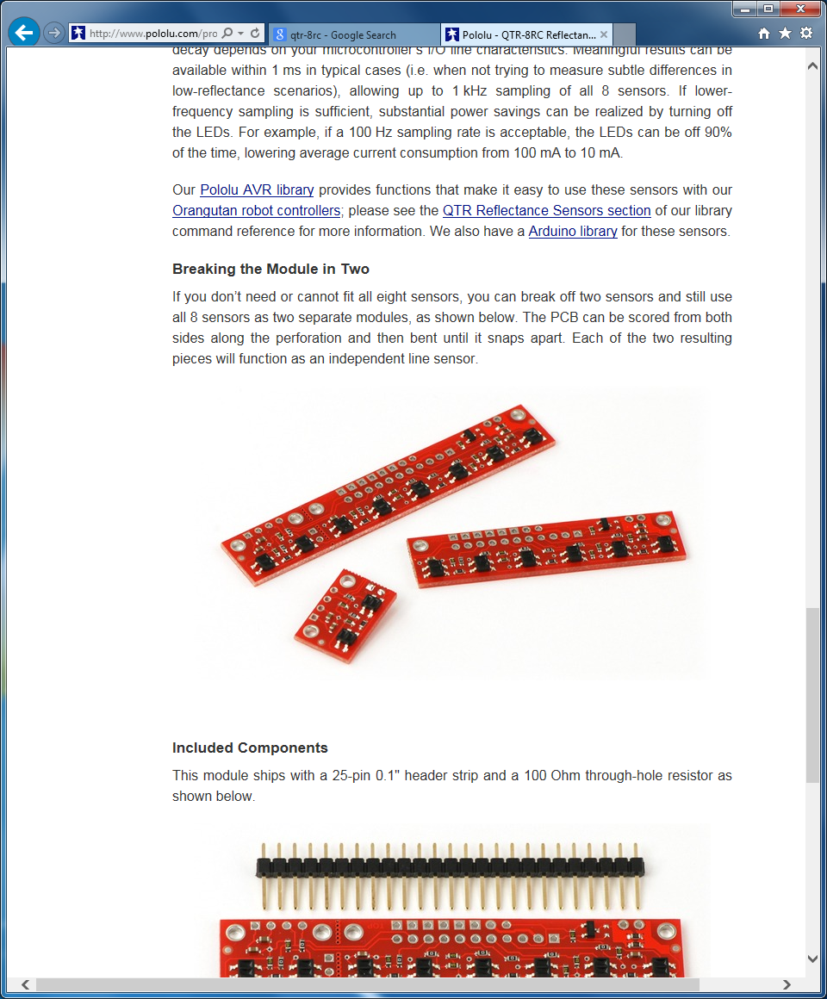 http://www.pololu.com/pro
qtr-8rc - Google Search
Pololu - QTR-8RC Reflectan...
decay depends on your microcontroller's I/O line characteristics. Meaningful results can be
available within 1 ms in typical cases (i.e. when not trying to measure subtle differences in
low-reflectance scenarios), allowing up to 1 kHz sampling of all 8 sensors. If lower-
frequency sampling is sufficient, substantial power savings can be realized by turning off
the LEDs. For example, if a 100 Hz sampling rate is acceptable, the LEDs can be off 90%
of the time, lowering average current consumption from 100 mA to 10 mA.
Our Pololu AVR library provides functions that make it easy to use these sensors with our
Orangutan robot controllers; please see the QTR Reflectance Sensors section of our library
command reference for more information. We also have a Arduino library for these sensors.
Breaking the Module in Two
If you don’t need or cannot fit all eight sensors, you can break off two sensors and still use
all 8 sensors as two separate modules, as shown below. The PCB can be scored from both
sides along the perforation and then bent until it snaps apart. Each of the two resulting
pieces will function as an independent line sensor.
Included Components
This module ships with a 25-pin 0.1" header strip and a 100 Ohm through-hole resistor as
shown below.